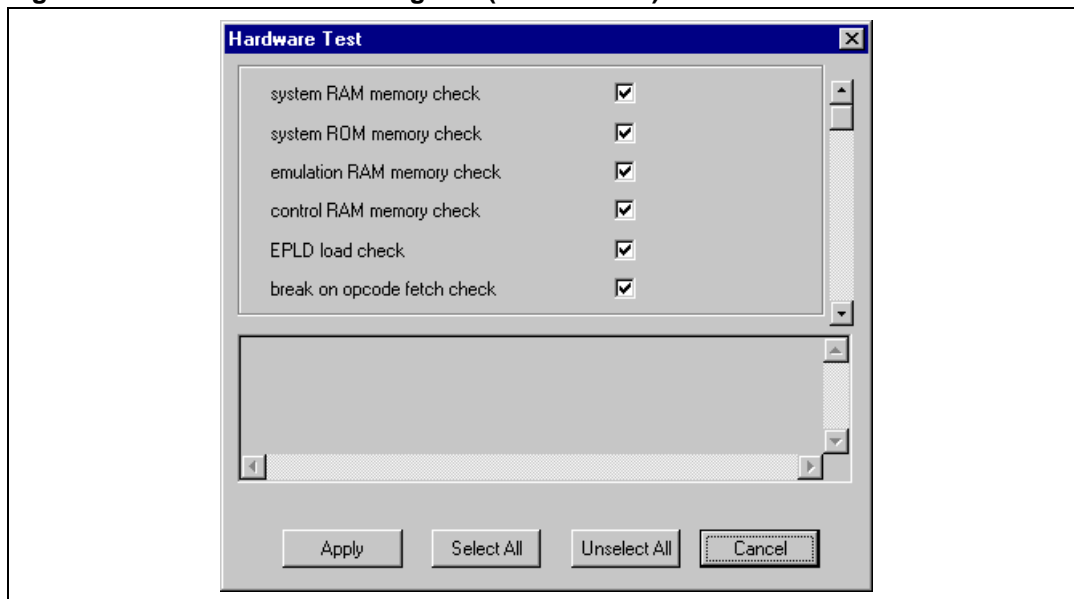 Hardware Test
system RAM memory check
system ROM memory check
emulation RAM memory check
control RAM memory check
EPLD load check
break on opcode fetch check
Apply
Select All
Unselect All
Cancel